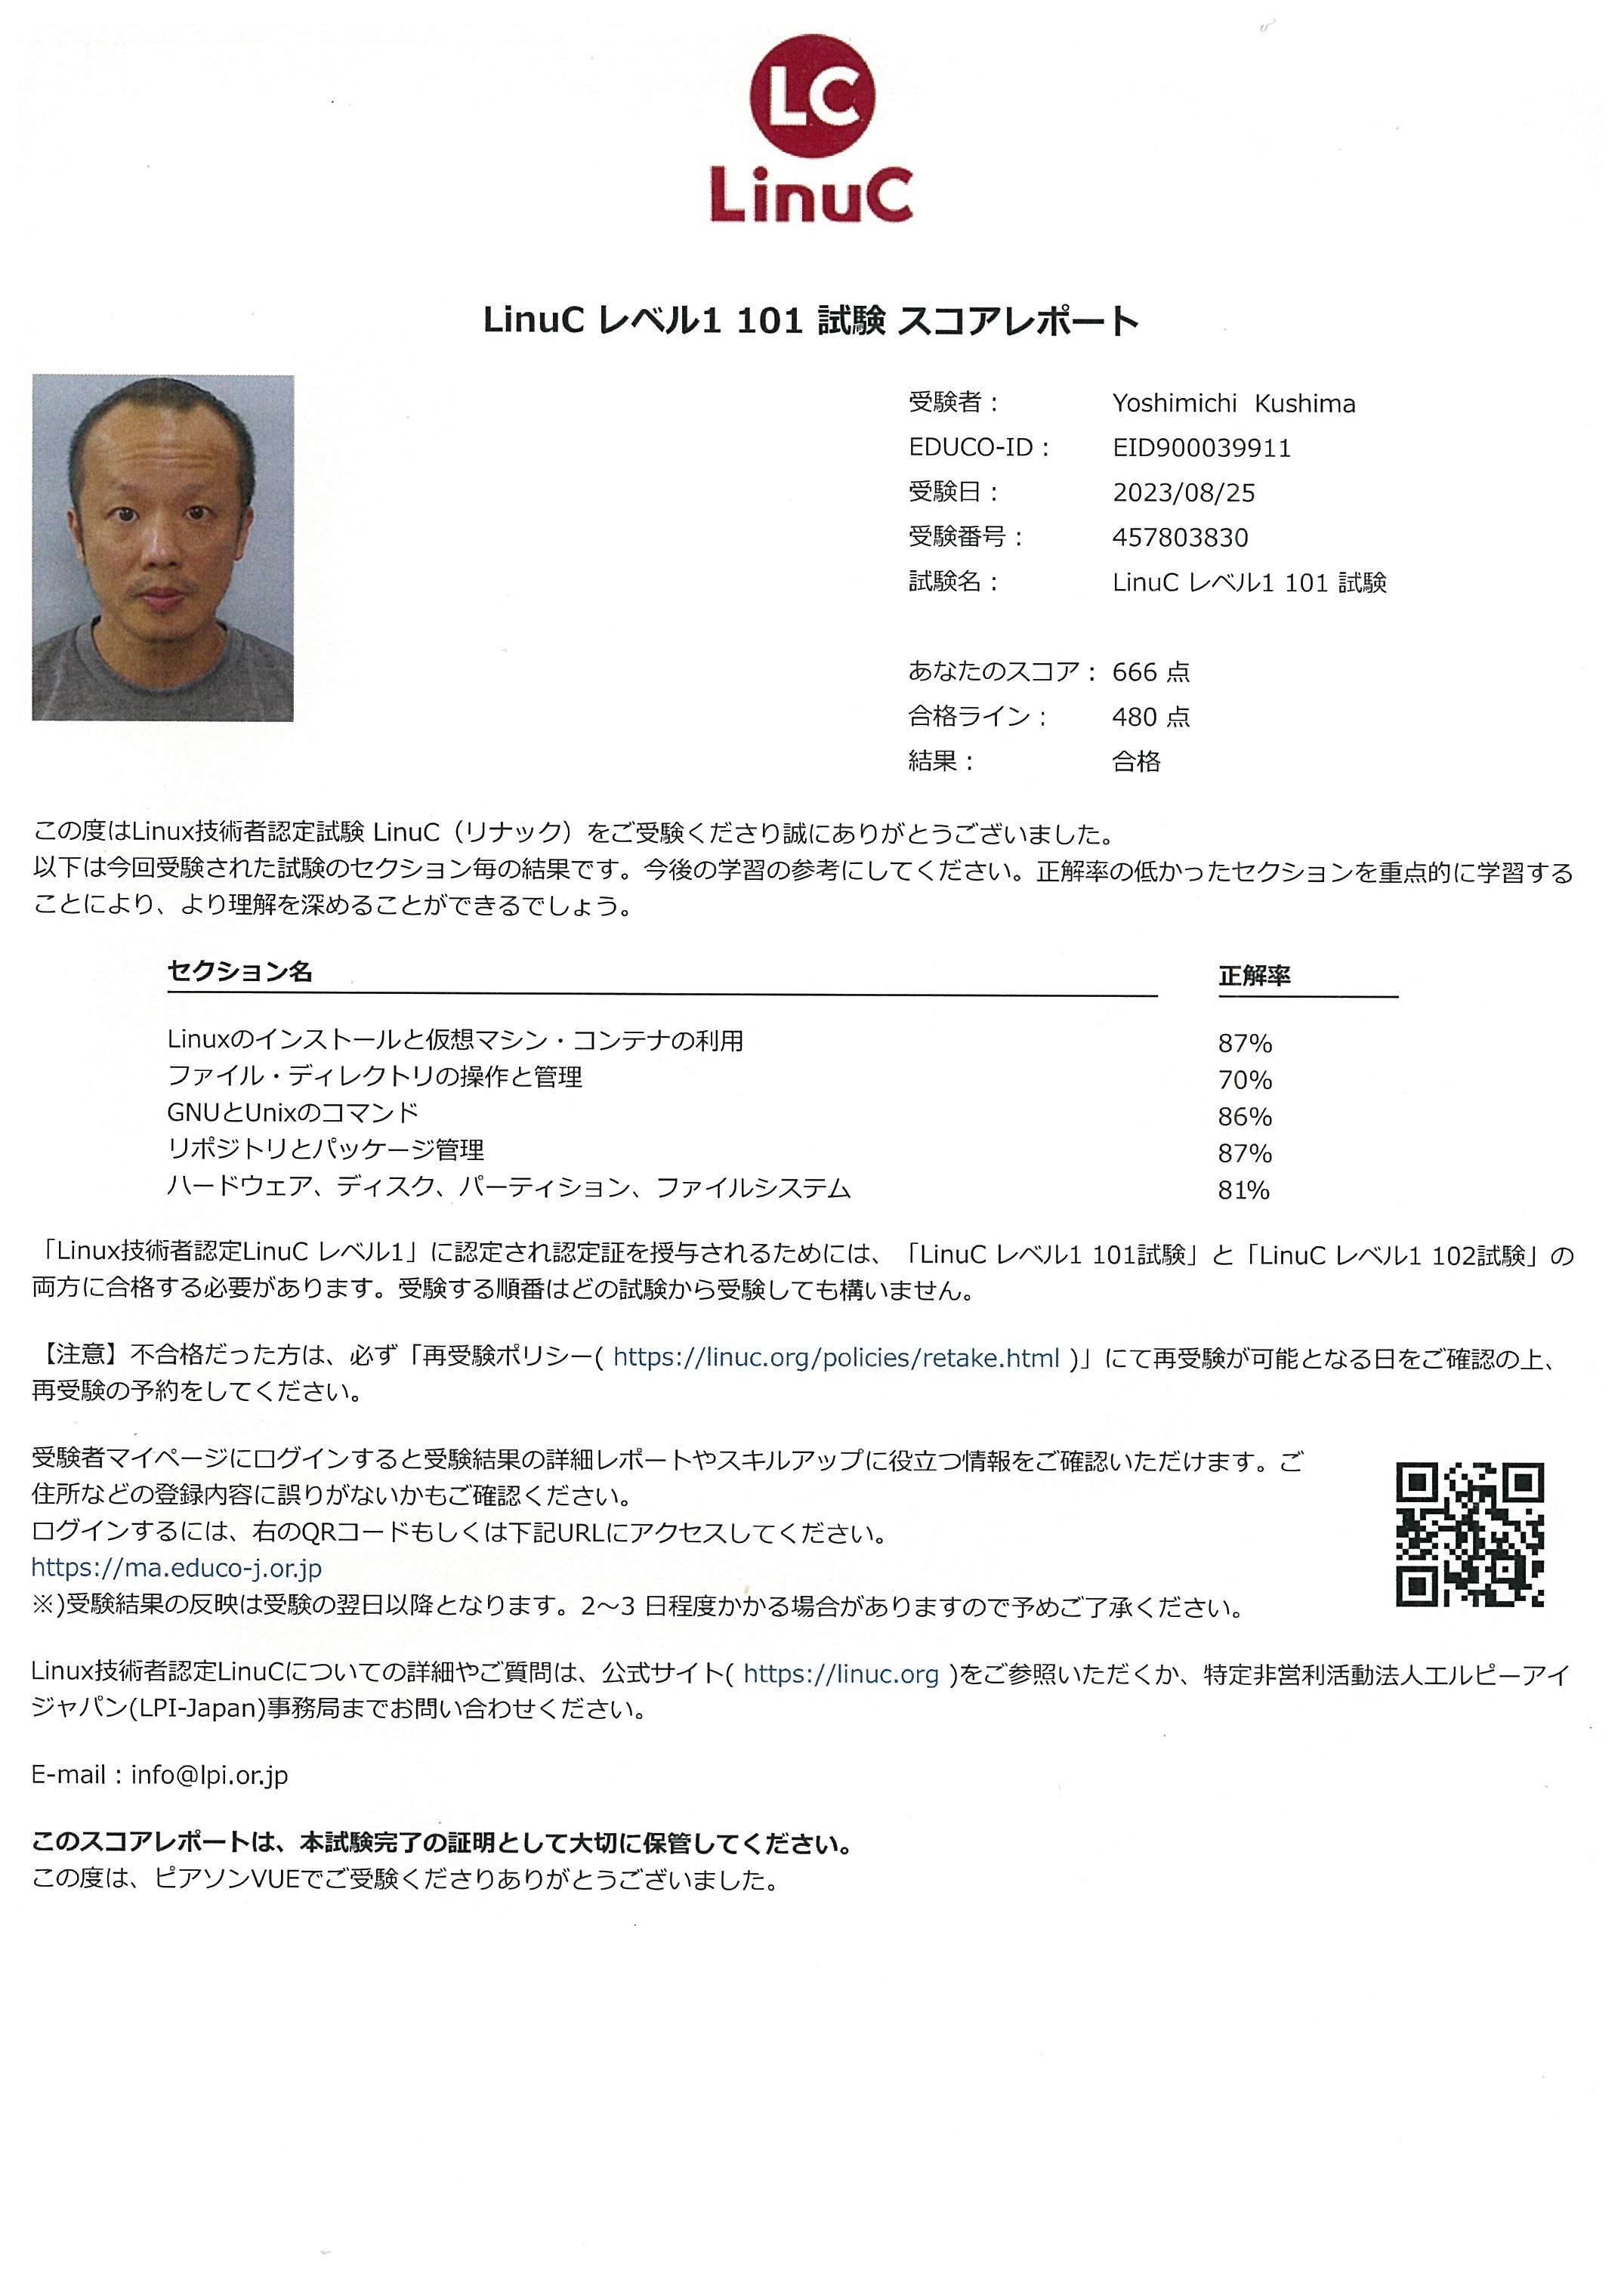 LC
LinuC
LinuC レベル1 101 試験 スコアレポート
受験者： Yoshimichi Kushima
EDUCO-ID： EID900039911
受験日： 2023/08/25
受験番号： 457803830
試験名： LinuC レベル1 101 試験
あなたのスコア： 666 点
合格ライン： 480 点
結果： 合格
この度はLinux技術者認定試験 LinuC（リナック）をご受験くださり誠にありがとうございました。
以下は今回受験された試験のセクション毎の結果です。今後の学習の参考にしてください。正解率の低かったセクションを重点的に学習する
ことにより、より理解を深めることができるでしょう。
セクション名 正解率
Linuxのインストールと仮想マシン・コンテナの利用 87%
ファイル・ディレクトリの操作と管理 70%
GNUとUnixのコマンド 86%
リポジトリとパッケージ管理 87%
ハードウェア、ディスク、パーティション、ファイルシステム 81%
「Linux技術者認定LinuC レベル1」に認定され認定証を授与されるためには、「LinuC レベル1 101試験」と「LinuC レベル1 102試験」の
両方に合格する必要があります。受験する順番はどの試験から受験しても構いません。
【注意】不合格だった方は、必ず「再受験ポリシー( https://linuc.org/policies/retake.html )」にて再受験が可能となる日をご確認の上、
再受験の予約をしてください。
受験者マイページにログインすると受験結果の詳細レポートやスキルアップに役立つ情報をご確認いただけます。ご
住所などの登録内容に誤りがないかもご確認ください。
ログインするには、右のQRコードもしくは下記URLにアクセスしてください。
https://ma.educo-j.or.jp
※)受験結果の反映は受験の翌日以降となります。2～3 日程度かかる場合がありますので予めご了承ください。
Linux技術者認定LinuCについての詳細やご質問は、公式サイト( https://linuc.org )をご参照いただくか、特定非営利活動法人エルピーアイ
ジャパン(LPI-Japan)事務局までお問い合わせください。
E-mail：info@lpi.or.jp
このスコアレポートは、本試験完了の証明として大切に保管してください。
この度は、ピアソンVUEでご受験くださりありがとうございました。